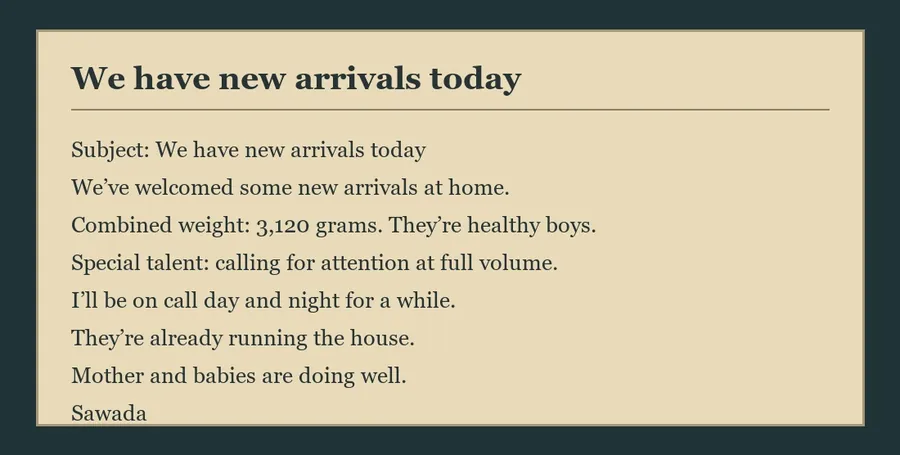 We have new arrivals today
Subject: We have new arrivals today
We’ve welcomed some new arrivals at home.
Combined weight: 3,120 grams. They’re healthy boys.
Special talent: calling for attention at full volume.
I’ll be on call day and night for a while.
They’re already running the house.
Mother and babies are doing well.
Sawada